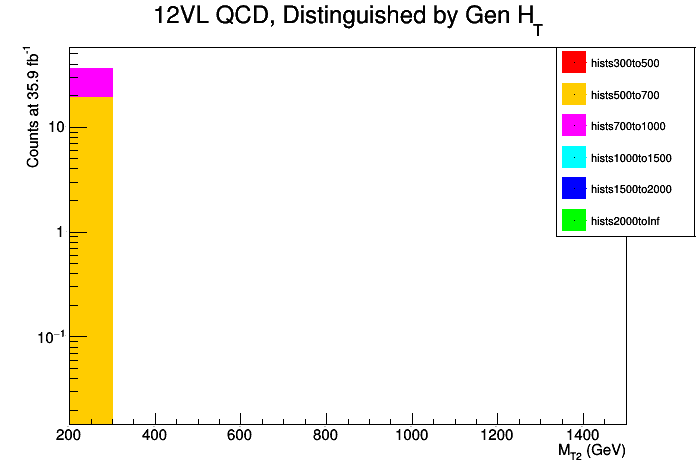 12VL QCD, Distinguished by Gen H_T
Counts at 35.9 fb^-1
hists300to500
hists500to700
hists700to1000
hists1000to1500
hists1500to2000
hists2000toInf
10
1
10^−1
200 400 600 800 1000 1200 1400
M_T2 (GeV)